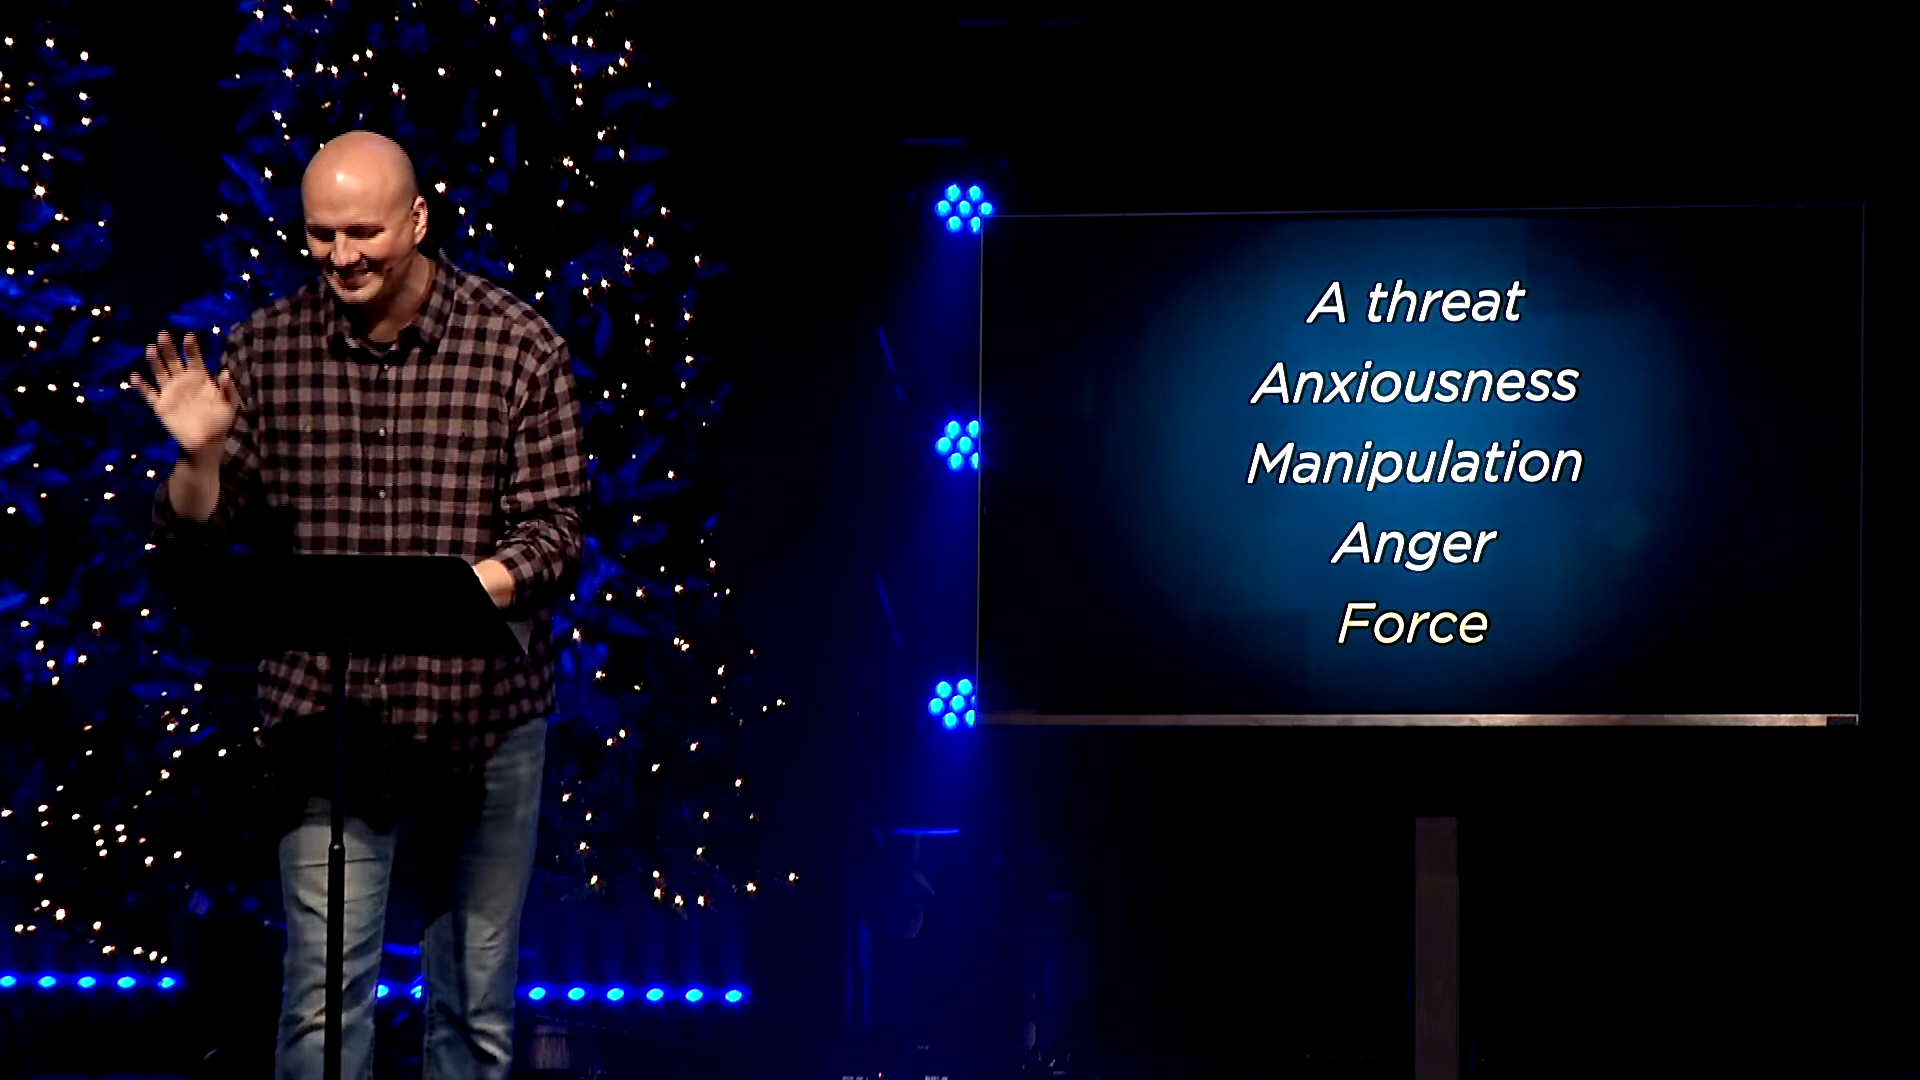 A threat
Anxiousness
Manipulation
Anger
Force